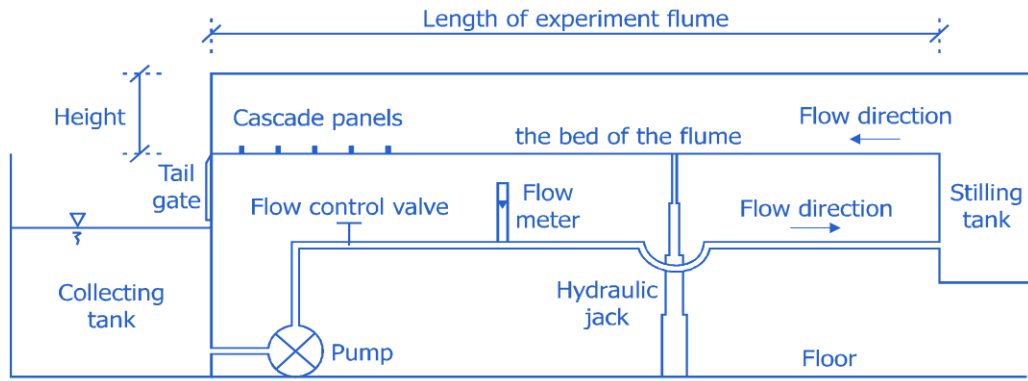 Length of experiment flume
Height
Cascade panels
the bed of the flume
Flow direction
Tail
gate
Flow control valve
Flow
meter
Flow direction
Stilling
tank
Collecting
tank
Hydraulic
jack
Pump
Floor